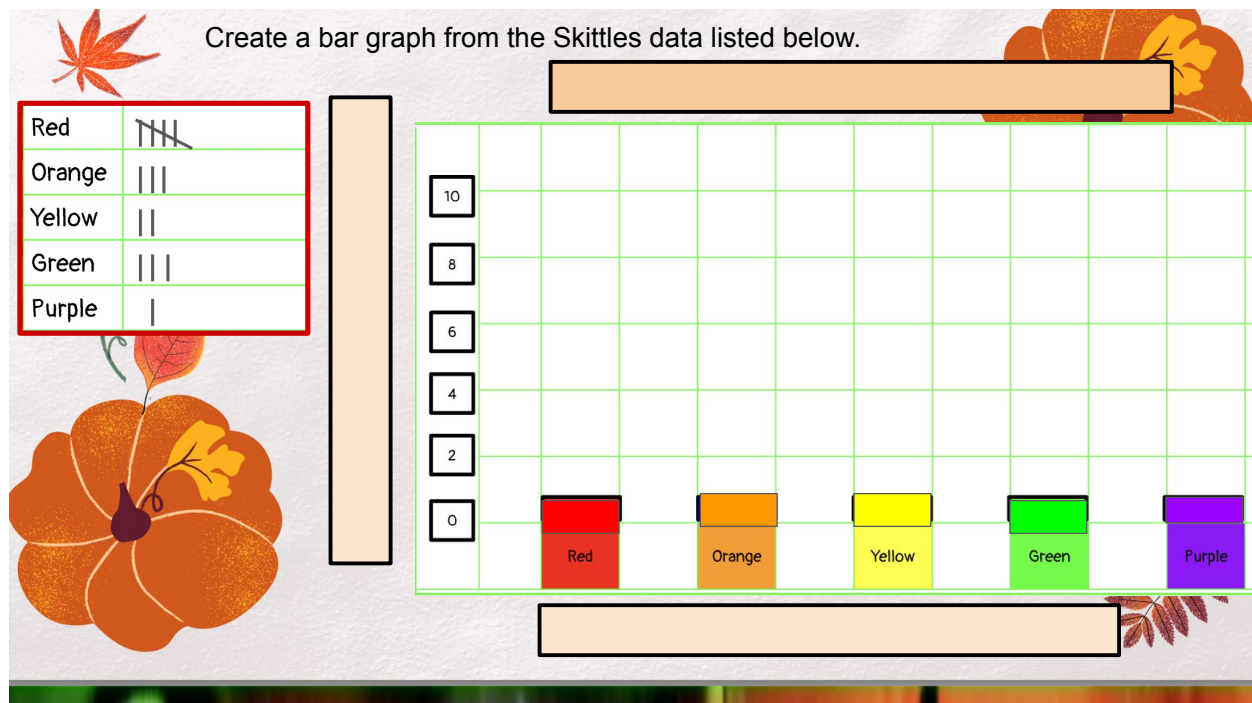 Create a bar graph from the Skittles data listed below.
Red
Orange
Yellow
Green
Purple
10
8
6
4
2
0
Red Orange Yellow Green Purple